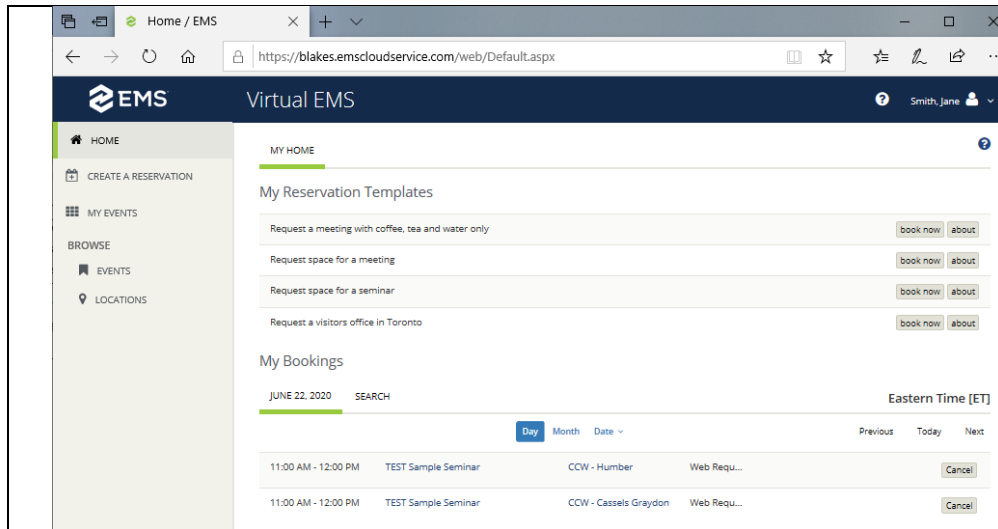 Home / EMS
https://blakes.emscloudservice.com/web/Default.aspx
EMS
Virtual EMS
Smith, Jane
HOME
CREATE A RESERVATION
MY EVENTS
BROWSE
EVENTS
LOCATIONS
MY HOME
My Reservation Templates
Request a meeting with coffee, tea and water only book now about
Request space for a meeting book now about
Request space for a seminar book now about
Request a visitors office in Toronto book now about
My Bookings
JUNE 22, 2020 SEARCH Eastern Time [ET]
Day Month Date Previous Today Next
11:00 AM - 12:00 PM TEST Sample Seminar CCW - Humber Web Requ... Cancel
11:00 AM - 12:00 PM TEST Sample Seminar CCW - Cassels Graydon Web Requ... Cancel